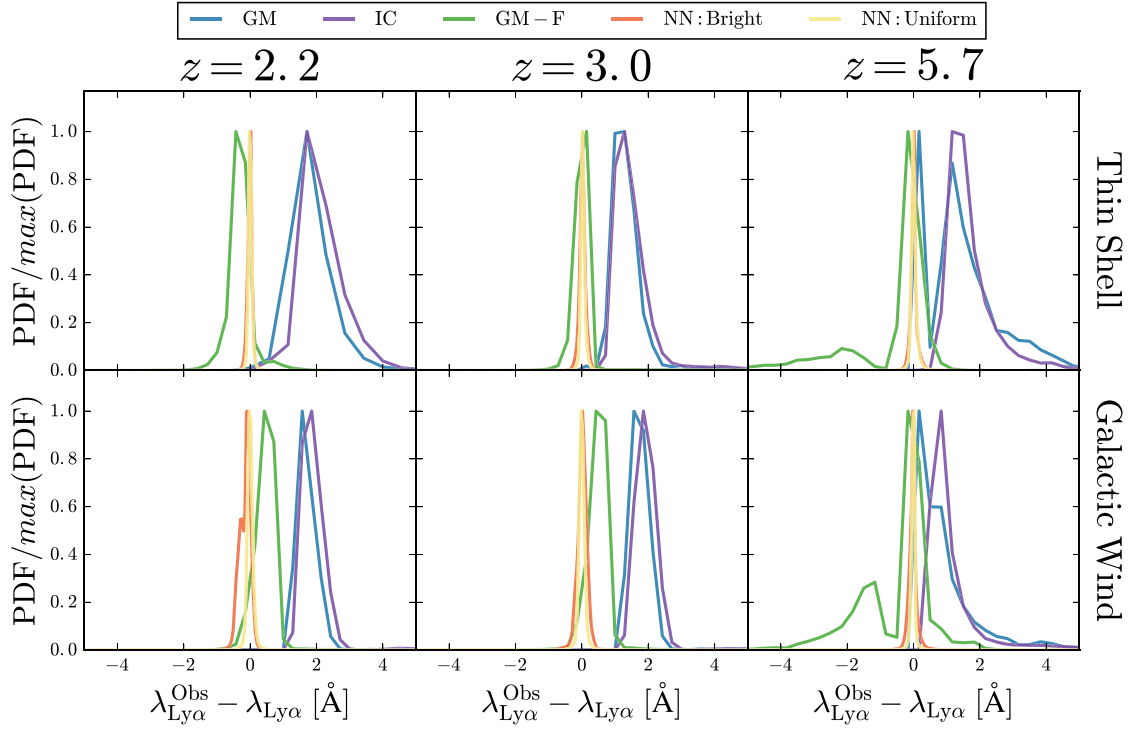 GM IC GM − F NN : Bright NN : Uniform
z = 2.2 z = 3.0 z = 5.7
PDF/max(PDF)
1.0
0.8
0.6
0.4
0.2
0.0
Thin Shell
PDF/max(PDF)
1.0
0.8
0.6
0.4
0.2
0.0
Galactic Wind
−4 −2 0 2 4 −4 −2 0 2 4 −4 −2 0 2 4
λ^Obs_Lyα − λ_Lyα [Å] λ^Obs_Lyα − λ_Lyα [Å] λ^Obs_Lyα − λ_Lyα [Å]